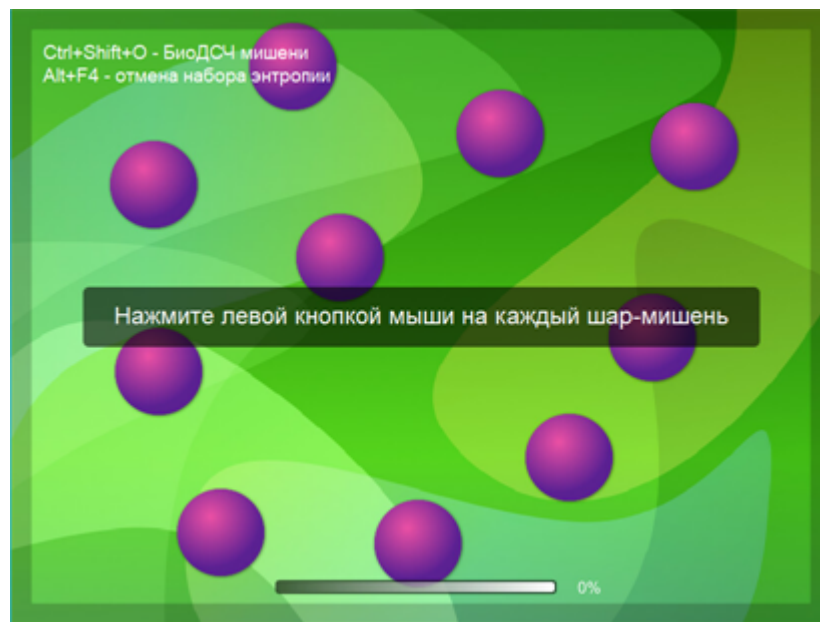 Ctrl+Shift+O - БиоДСЧ мишени
Alt+F4 - отмена набора энтропии
Нажмите левой кнопкой мыши на каждый шар-мишень
0%